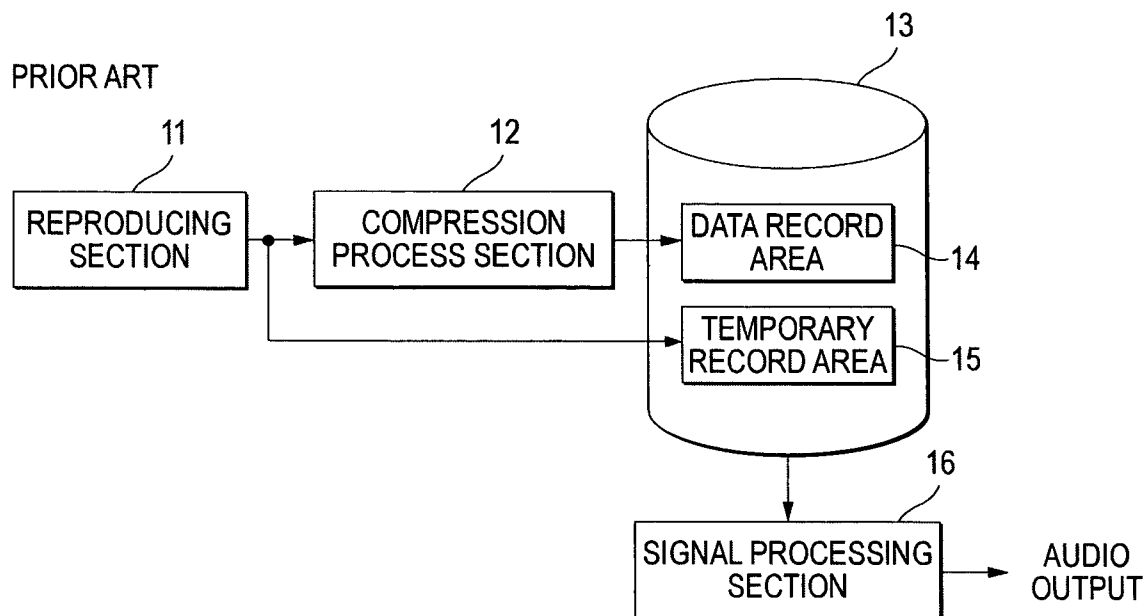 13
PRIOR ART
11
12
REPRODUCING
SECTION
COMPRESSION
PROCESS SECTION
DATA RECORD
AREA
14
TEMPORARY
RECORD AREA
15
16
SIGNAL PROCESSING
SECTION
AUDIO
OUTPUT